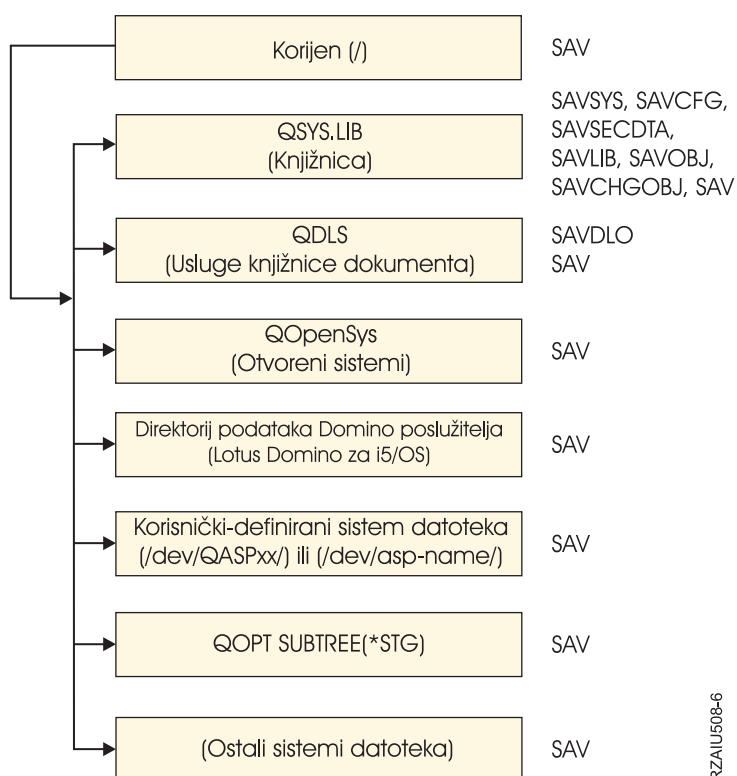 Korijen (/)
SAV
QSYS.LIB
(Knjižnica)
SAVSYS, SAVCFG,
SAVSECDTA,
SAVLIB, SAVOBJ,
SAVCHGOBJ, SAV
QDLS
(Usluge knjižnice dokumenta)
SAVDLO
SAV
QOpenSys
(Otvoreni sistemi)
SAV
Direktorij podataka Domino poslužitelja
(Lotus Domino za i5/OS)
SAV
Korisnički-definirani sistem datoteka
(/dev/QASPxx/) ili (/dev/asp-name/)
SAV
QOPT SUBTREE(*STG)
SAV
(Ostali sistemi datoteka)
SAV
RZAIU508-6